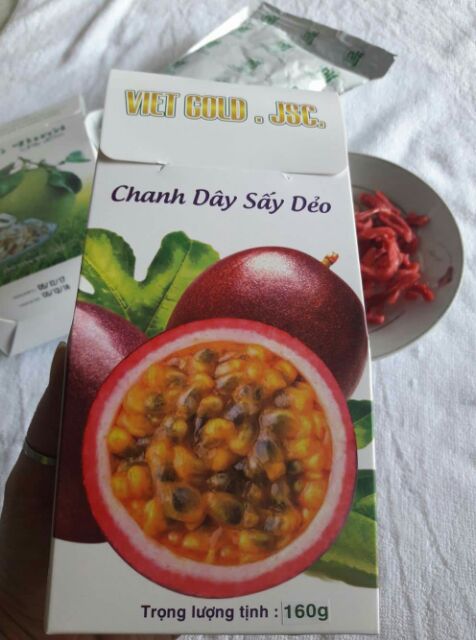 VIET GOLD . JSC.
Chanh Dây Sấy Dẻo
Trọng lượng tịnh : 160g